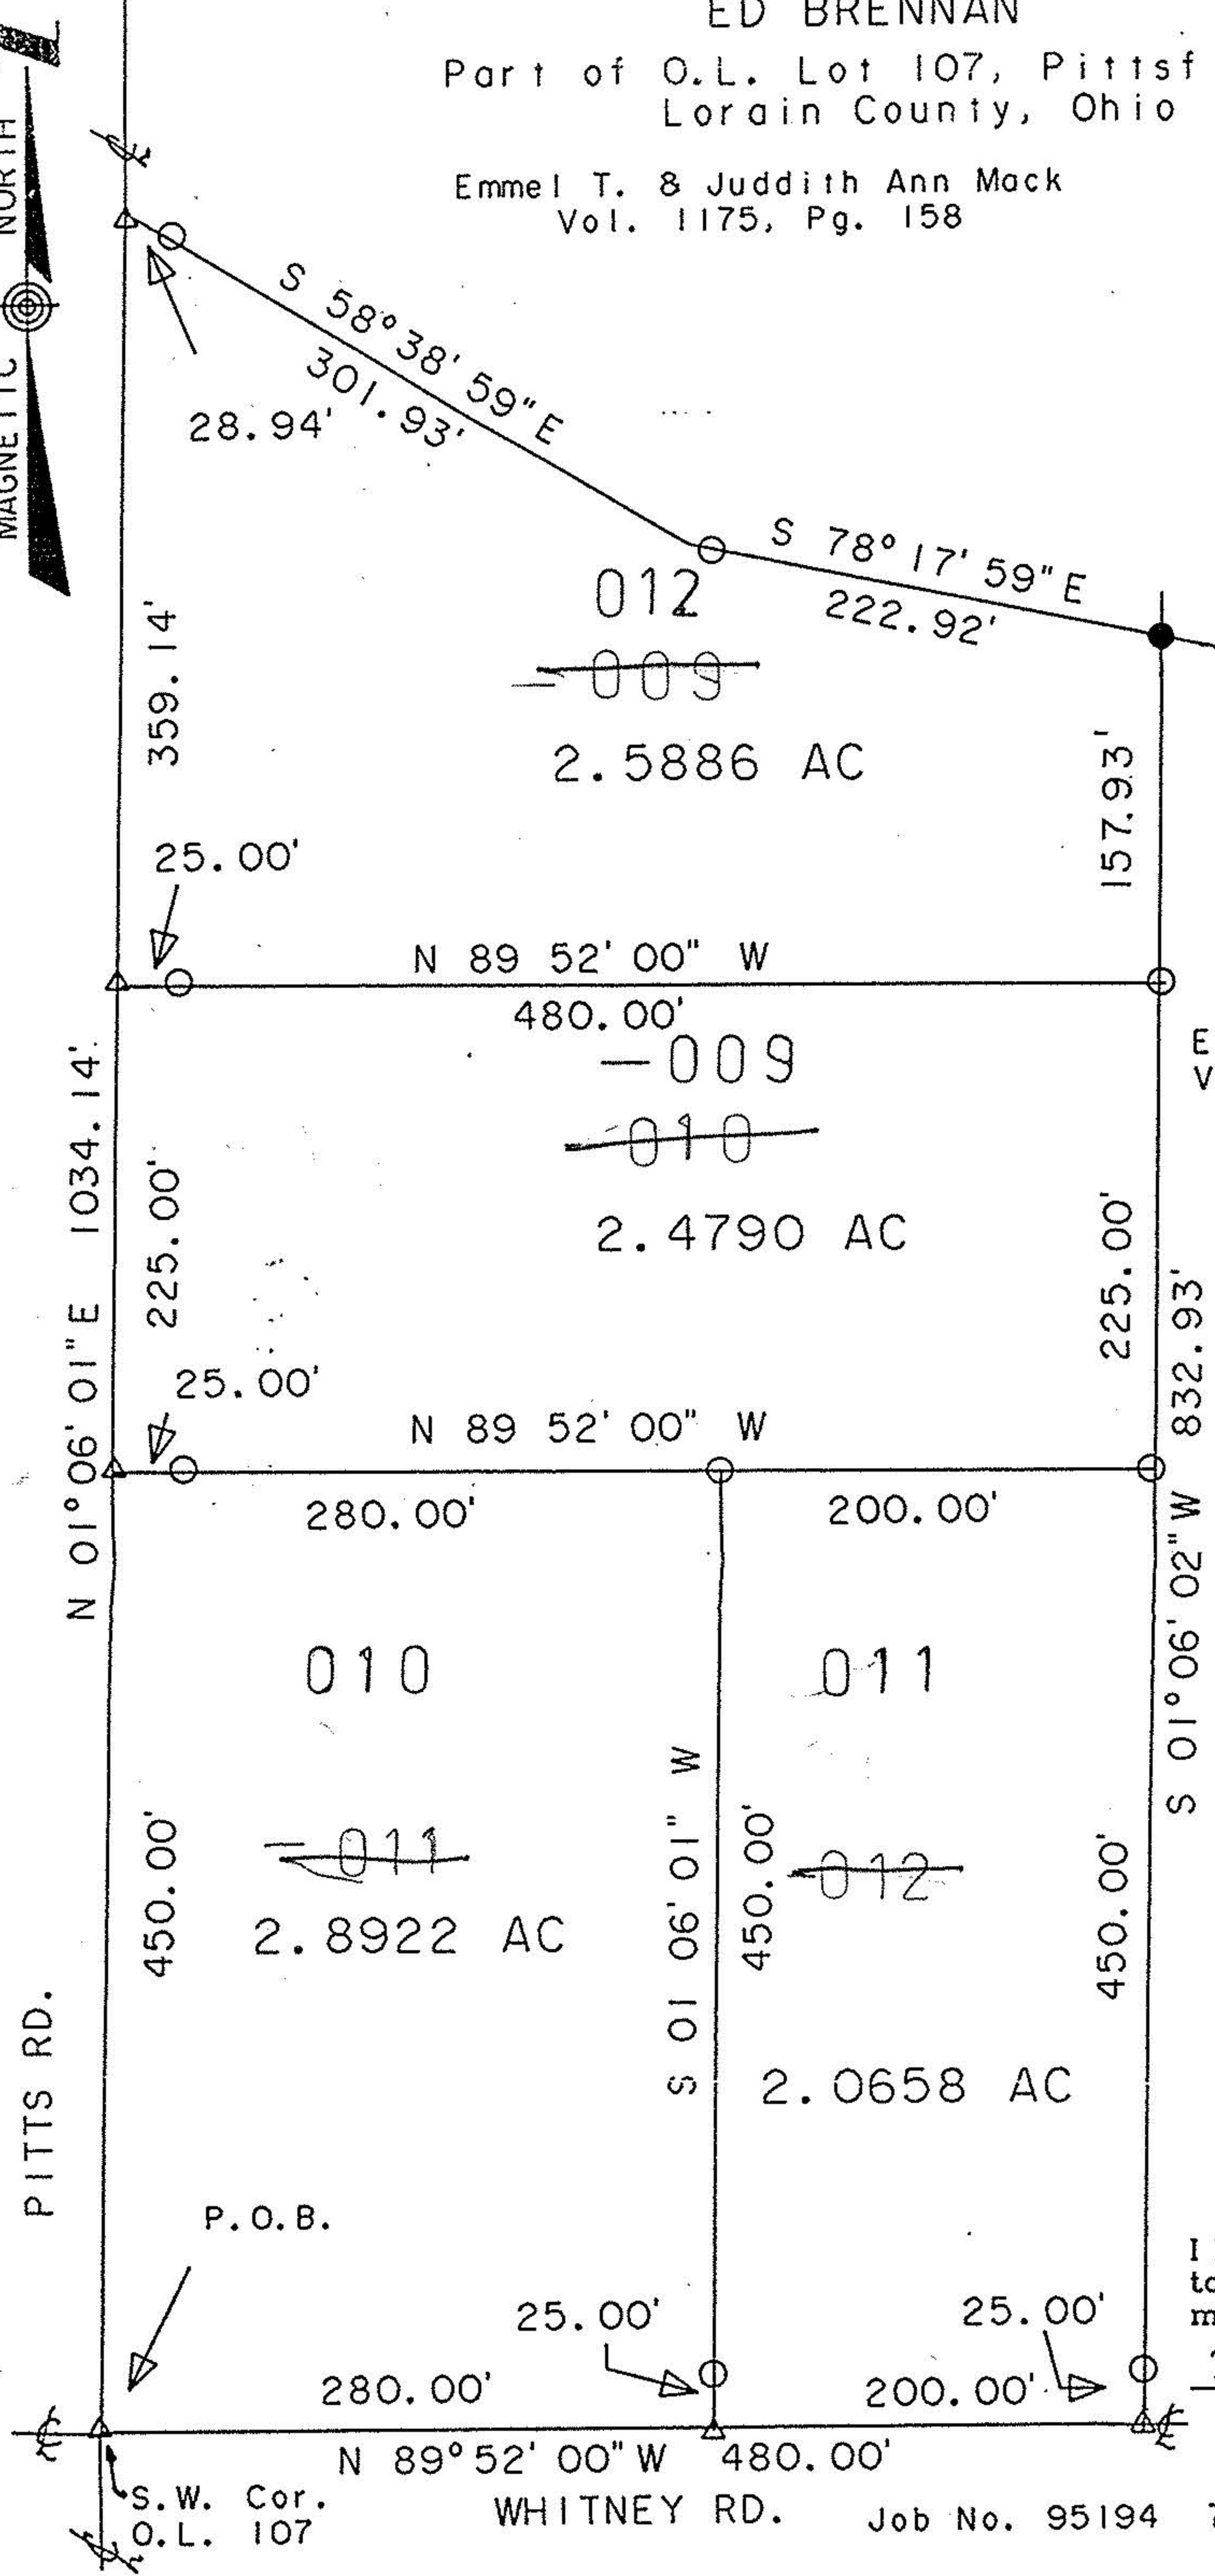 ED BRENNAN
Part of O.L. Lot 107, Pittsf
Lorain County, Ohio
Emmel T. & Juddith Ann Mack
Vol. 1175, Pg. 158
MAGNETIC NORTH
S 58°38'59"E
301.93'
28.94'
S 78°17'59"E
222.92'
012
-009
2.5886 AC
359.14'
157.93'
25.00'
N 89 52'00" W
480.00'
-009
010
2.4790 AC
E
V
N 01°06'01"E 1034.14'
225.00'
225.00'
832.93'
S 01°06'02"W
25.00'
N 89 52'00" W
280.00'
200.00'
010
011
-011
012
2.8922 AC
450.00'
S 01 06'01" W
450.00'
450.00'
2.0658 AC
PITTS RD.
P.O.B.
I
to
m
25.00'
25.00'
280.00'
200.00'
N 89°52'00"W 480.00'
S.W. Cor.
O.L. 107
WHITNEY RD.
Job No. 95194